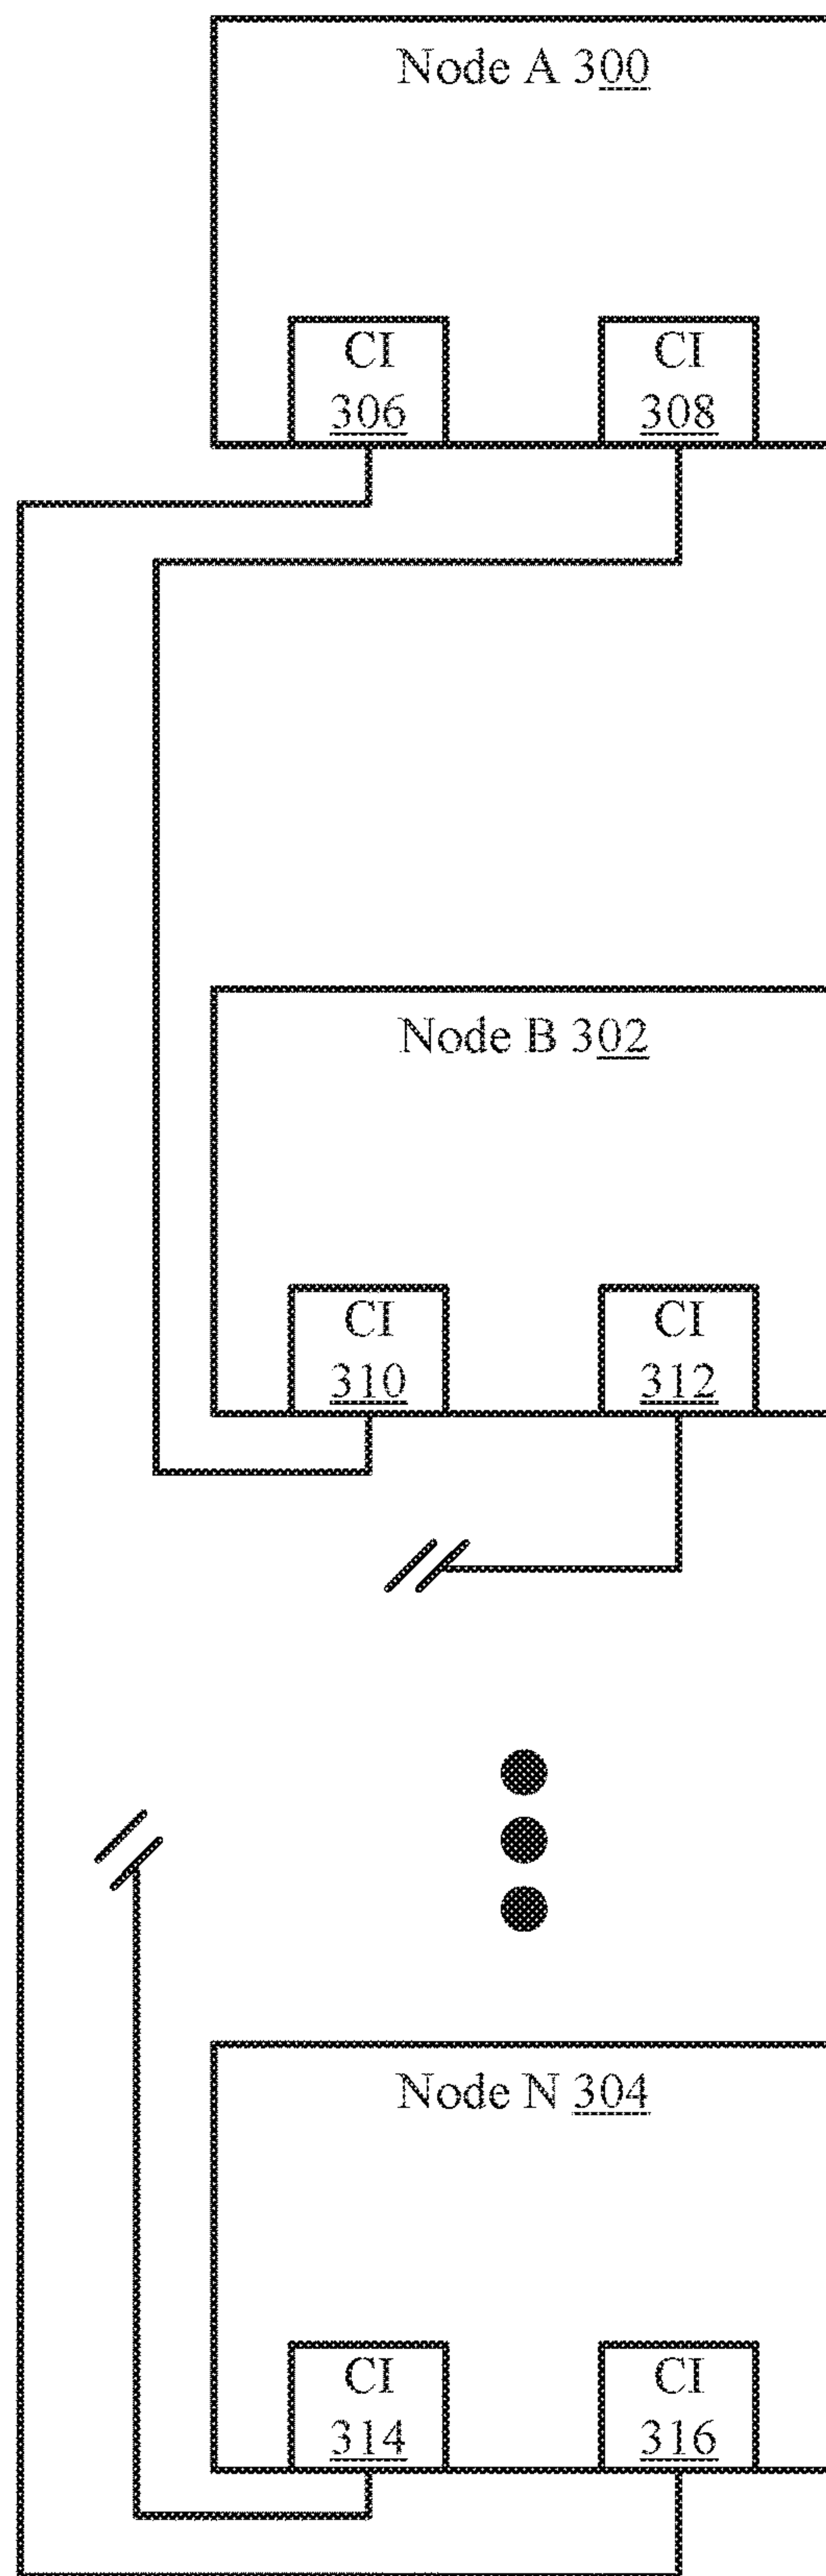 Node A 300
CI CI
306 308
Node B 302
CI CI
310 312
Node N 304
CI CI
314 316